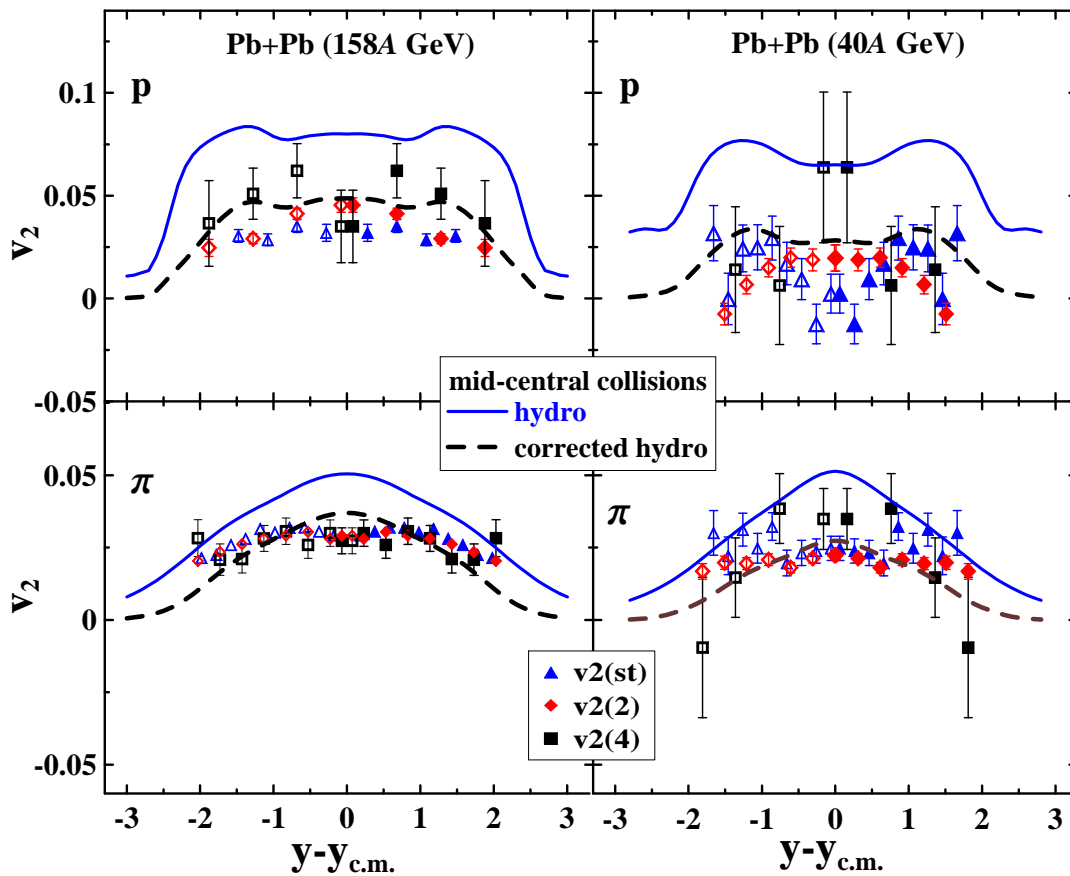 Pb+Pb (158A GeV)
Pb+Pb (40A GeV)
p
p
0.1
0.05
0
-0.05
v2
mid-central collisions
hydro
corrected hydro
π
π
0.05
0
-0.05
v2
v2(st)
v2(2)
v2(4)
-3 -2 -1 0 1 2 3
-3 -2 -1 0 1 2 3
y-yc.m.
y-yc.m.